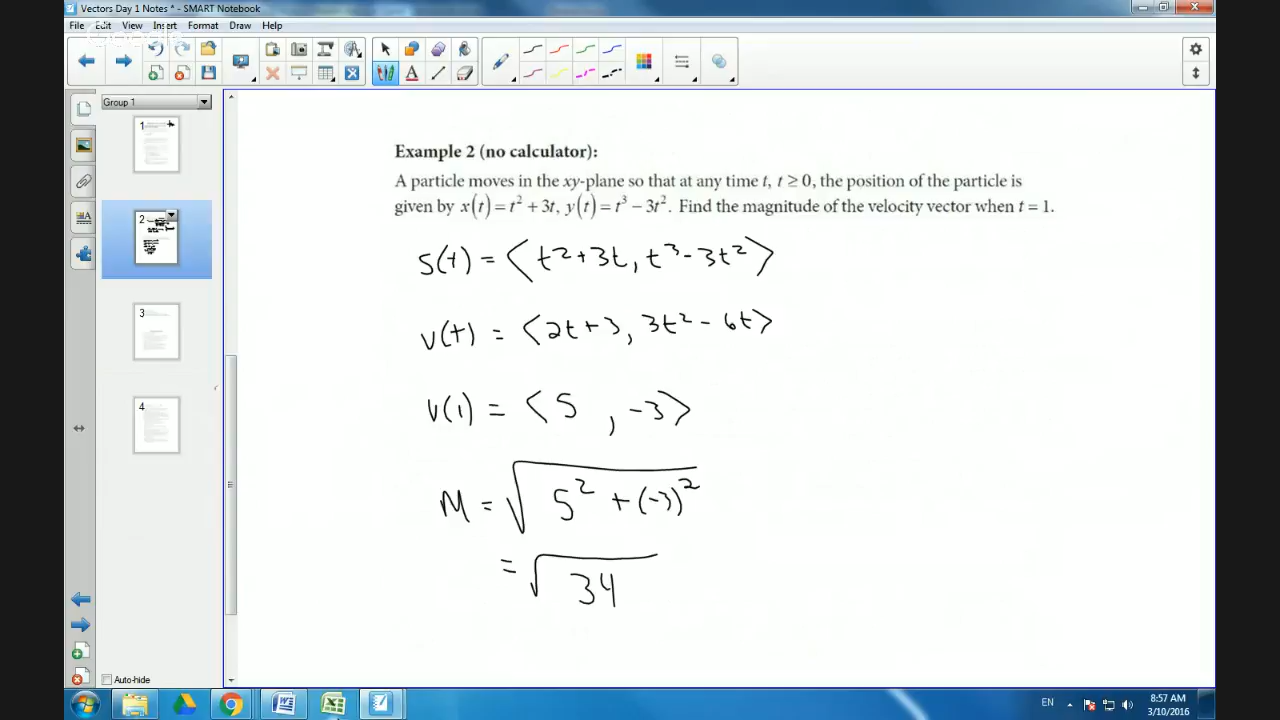 Vectors Day 1 Notes * - SMART Notebook
File Edit View Insert Format Draw Help
Group 1
1
2
3
4
Example 2 (no calculator):
A particle moves in the xy-plane so that at any time t, t ≥ 0, the position of the particle is
given by x(t) = t² + 3t, y(t) = t³ − 3t². Find the magnitude of the velocity vector when t = 1.
s(t) = ⟨t²+3t, t³-3t²⟩
v(t) = ⟨2t+3, 3t²-6t⟩
v(1) = ⟨5, -3⟩
M = √(5² + (-3)²)
= √34
Auto-hide
EN
8:57 AM
3/10/2016